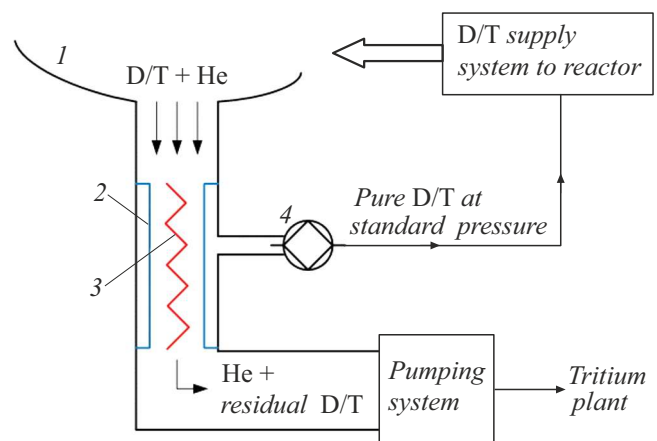 1
D/T + He
D/T supply
system to reactor
2
3
4
Pure D/T at
standard pressure
He +
residual D/T
Pumping
system
Tritium
plant